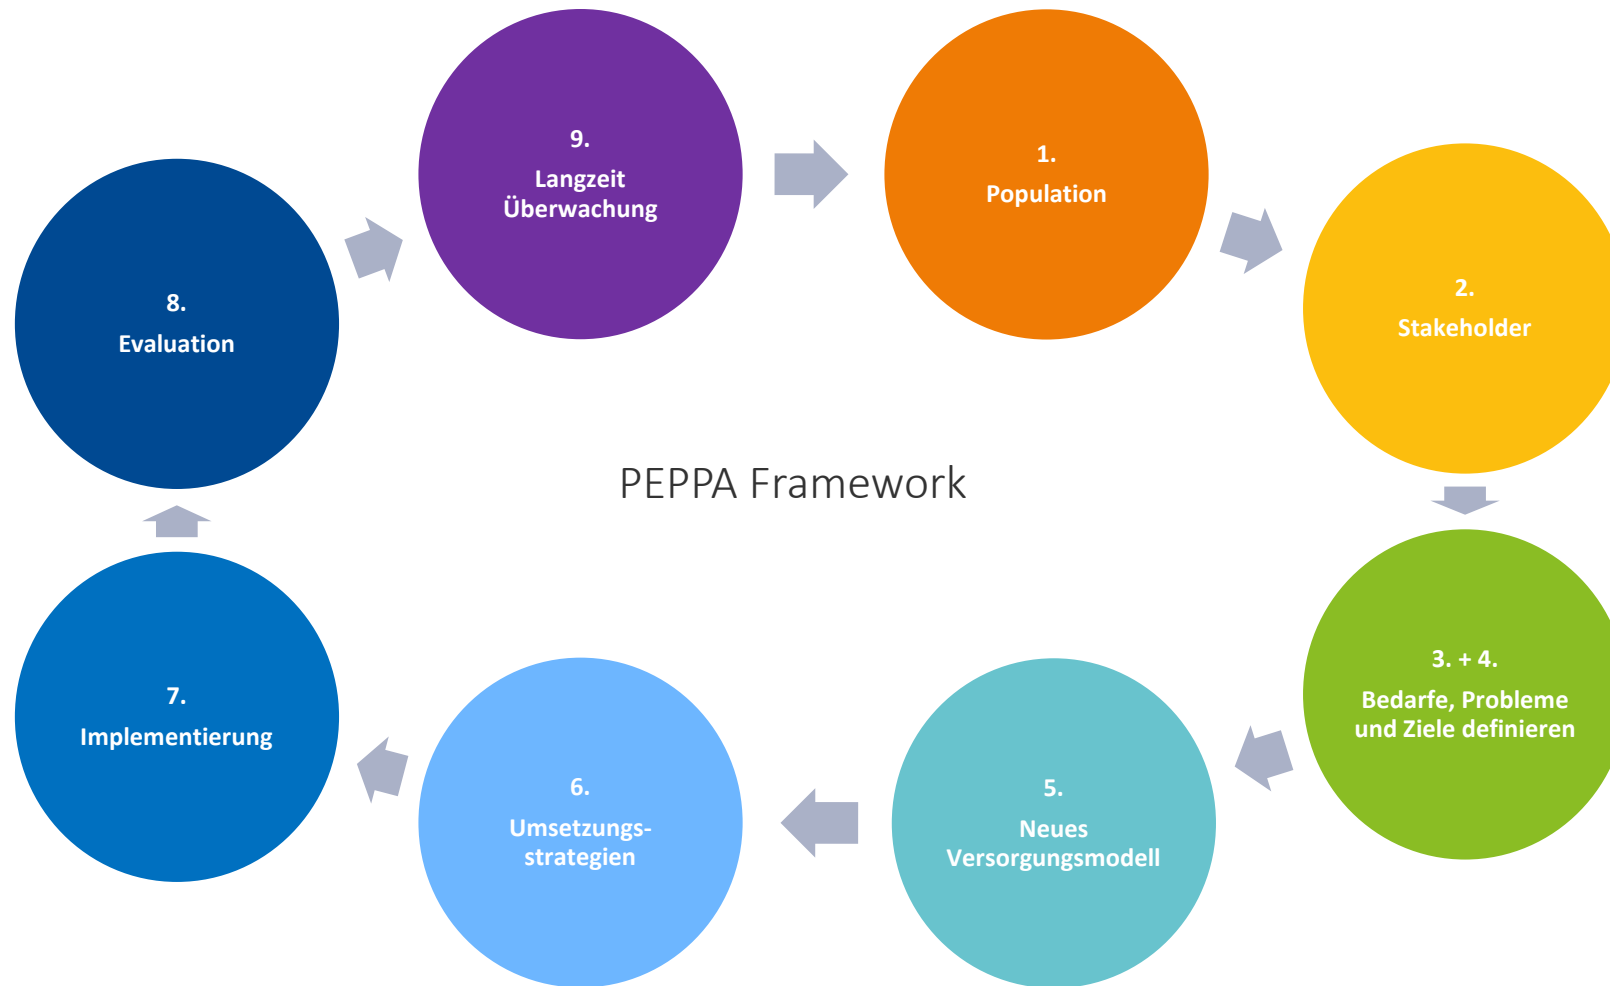 PEPPA Framework
1.
Population
2.
Stakeholder
3. + 4.
Bedarfe, Probleme
und Ziele definieren
5.
Neues
Versorgungsmodell
6.
Umsetzungs-
strategien
7.
Implementierung
8.
Evaluation
9.
Langzeit
Überwachung